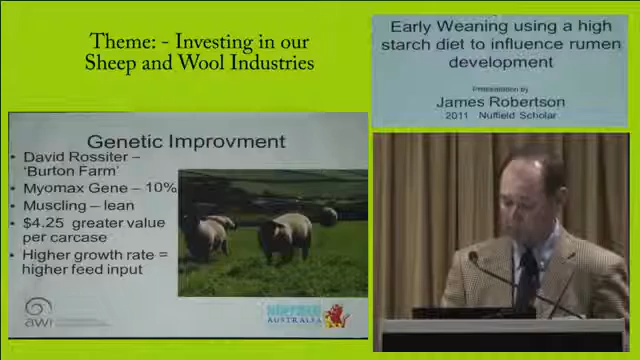 Theme: - Investing in our
Sheep and Wool Industries
Early Weaning using a high
starch diet to influence rumen
development
Presentation by
James Robertson
2011 Nuffield Scholar
Genetic Improvment
• David Rossiter –
'Burton Farm'
• Myomax Gene – 10%
• Muscling – lean
• $4.25 greater value
per carcase
• Higher growth rate =
higher feed input
awi
NUFFIELD
AUSTRALIA